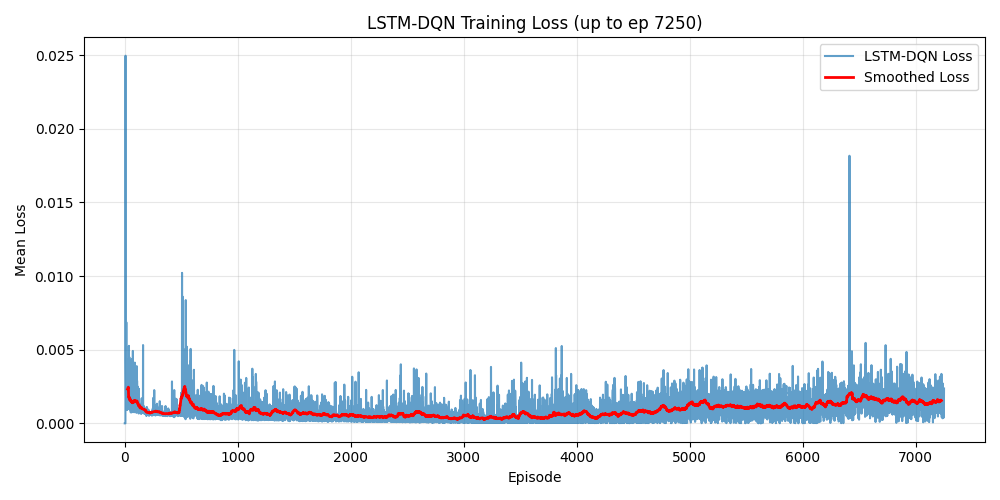 LSTM-DQN Training Loss (up to ep 7250)
LSTM-DQN Loss
Smoothed Loss
Mean Loss
0.025
0.020
0.015
0.010
0.005
0.000
0 1000 2000 3000 4000 5000 6000 7000
Episode